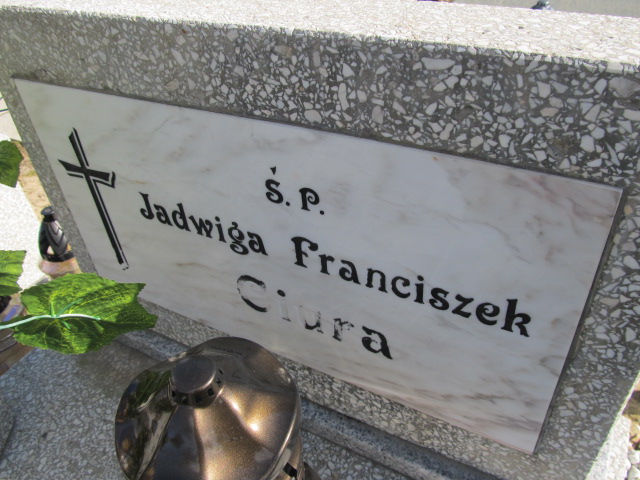 Ś. P.
Jadwiga Franciszek
Ciura